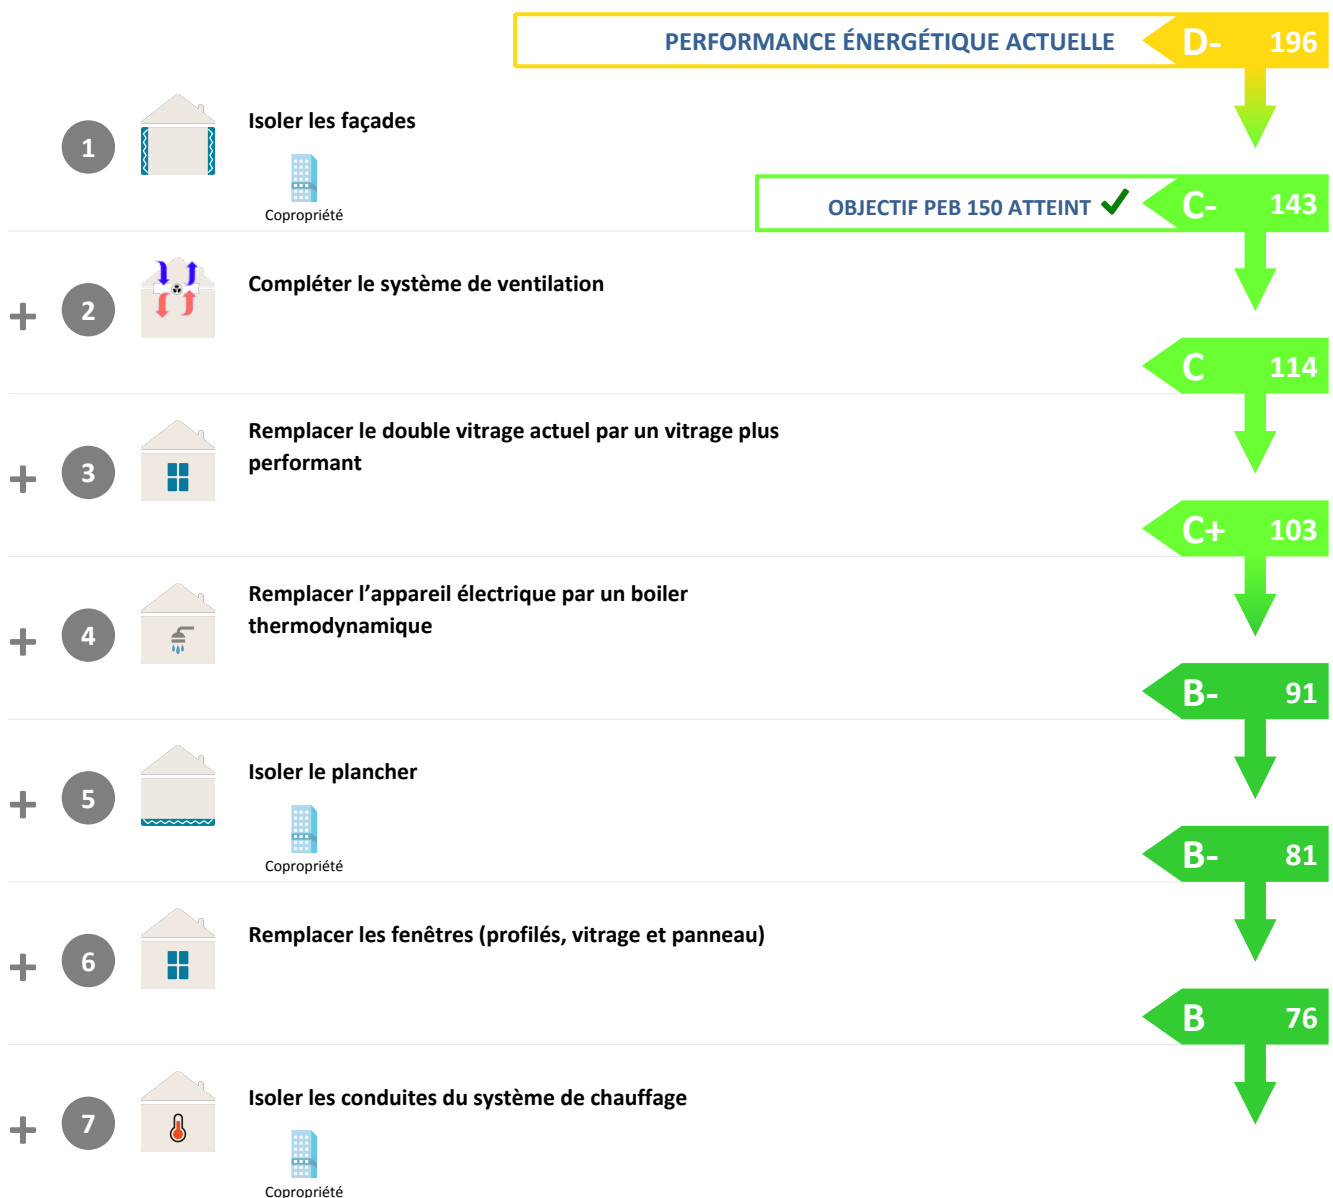 PERFORMANCE ÉNERGÉTIQUE ACTUELLE D- 196
1 Isoler les façades
Copropriété
OBJECTIF PEB 150 ATTEINT C- 143
+ 2 Compléter le système de ventilation
C 114
+ 3 Remplacer le double vitrage actuel par un vitrage plus
performant
C+ 103
+ 4 Remplacer l’appareil électrique par un boiler
thermodynamique
B- 91
+ 5 Isoler le plancher
Copropriété
B- 81
+ 6 Remplacer les fenêtres (profilés, vitrage et panneau)
B 76
+ 7 Isoler les conduites du système de chauffage
Copropriété